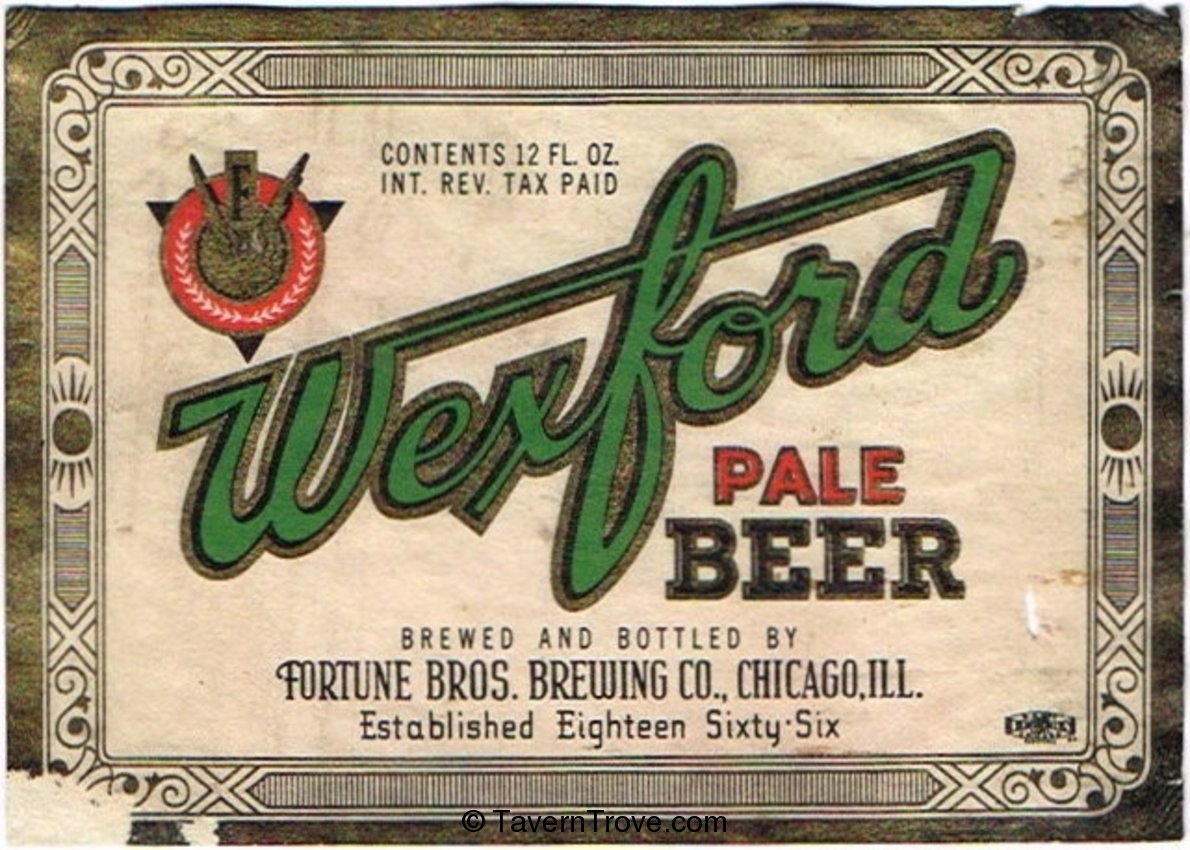 F
CONTENTS 12 FL. OZ.
INT. REV. TAX PAID
Wexford
PALE
BEER
BREWED AND BOTTLED BY
FORTUNE BROS. BREWING CO., CHICAGO, ILL.
Established Eighteen Sixty-Six
© TavernTrove.com